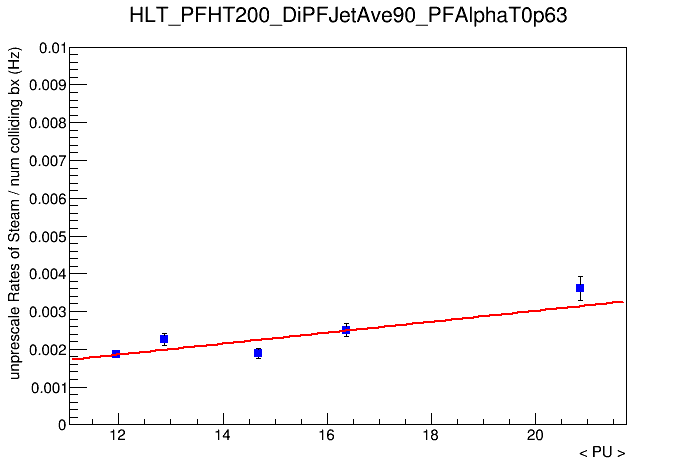 HLT_PFHT200_DiPFJetAve90_PFAlphaT0p63
unprescale Rates of Steam / num colliding bx (Hz)
0.01
0.009
0.008
0.007
0.006
0.005
0.004
0.003
0.002
0.001
0
12 14 16 18 20
< PU >